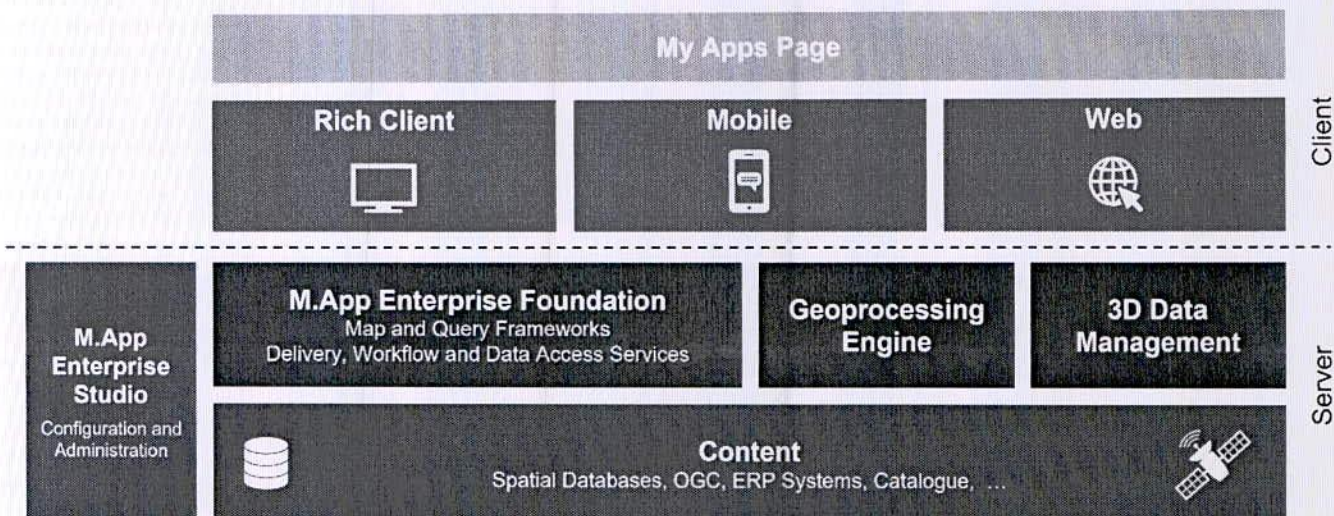 My Apps Page
Rich Client
Mobile
Web
Client
M.App
Enterprise
Studio
Configuration and
Administration
M.App Enterprise Foundation
Map and Query Frameworks
Delivery, Workflow and Data Access Services
Geoprocessing
Engine
3D Data
Management
Content
Spatial Databases, OGC, ERP Systems, Catalogue, ...
Server